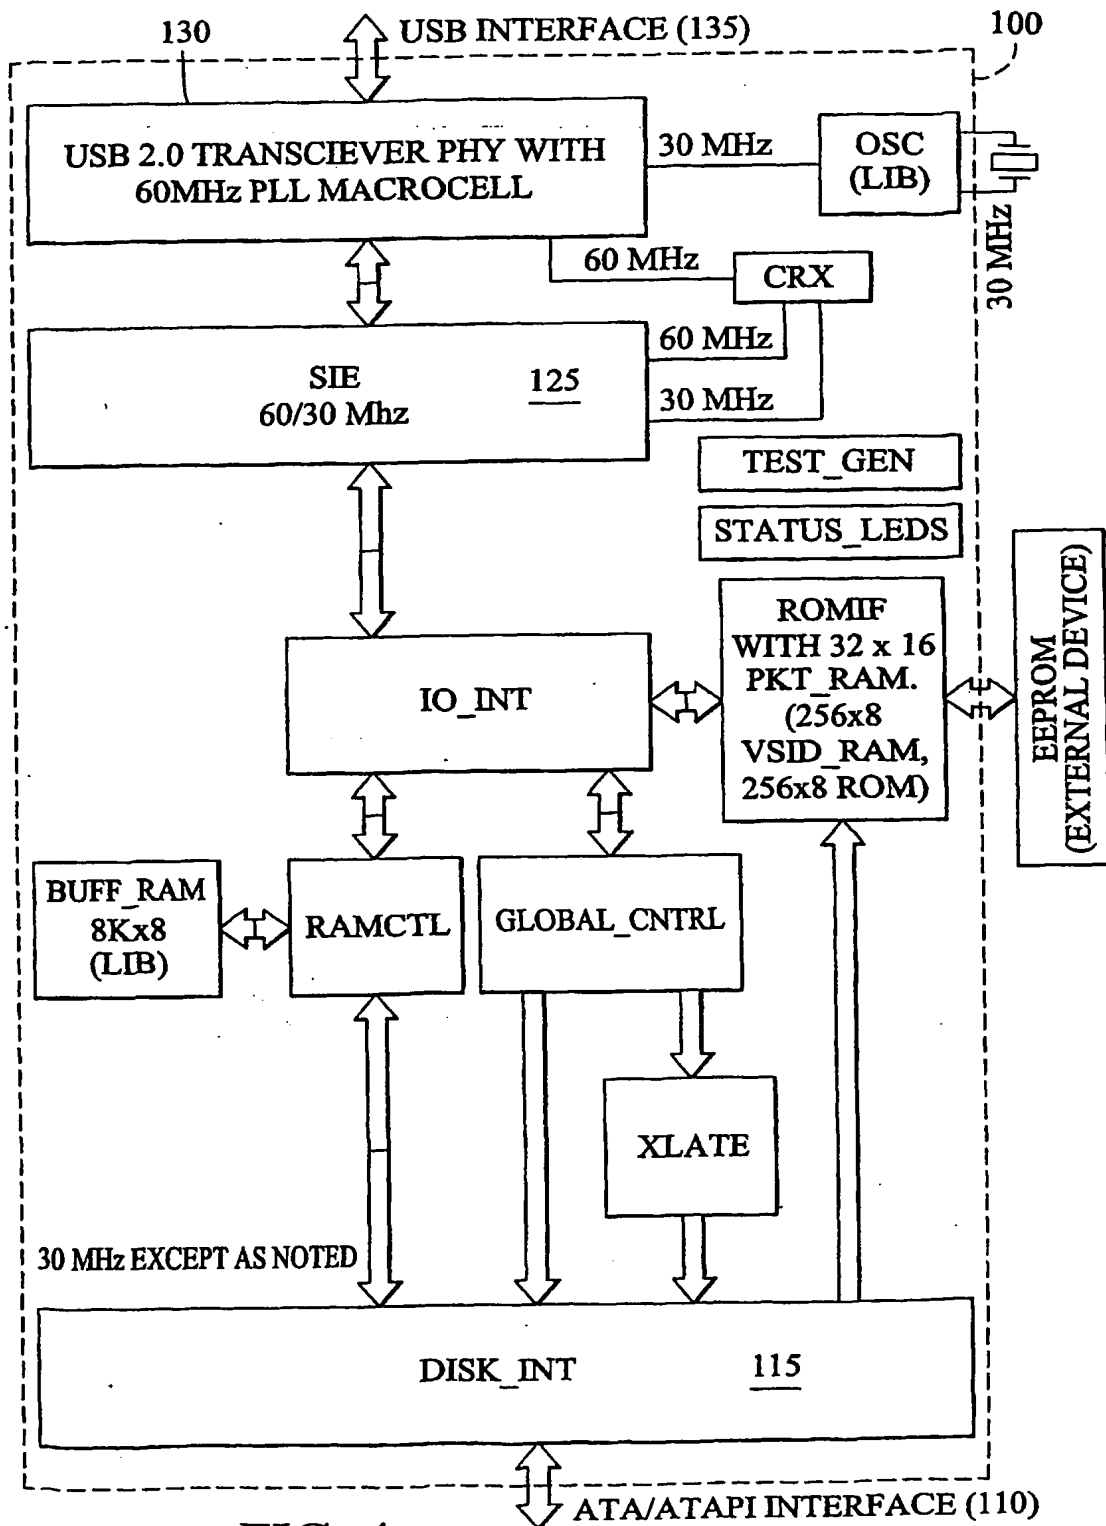 USB INTERFACE (135)
130
100
USB 2.0 TRANSCIEVER PHY WITH
60MHz PLL MACROCELL
30 MHz
OSC
(LIB)
30 MHz
60 MHz
CRX
SIE
60/30 Mhz
125
60 MHz
30 MHz
TEST_GEN
STATUS_LEDS
IO_INT
ROMIF
WITH 32 x 16
PKT_RAM.
(256x8
VSID_RAM,
256x8 ROM)
EEPROM
(EXTERNAL DEVICE)
BUFF_RAM
8Kx8
(LIB)
RAMCTL
GLOBAL_CNTRL
XLATE
30 MHz EXCEPT AS NOTED
DISK_INT
115
ATA/ATAPI INTERFACE (110)